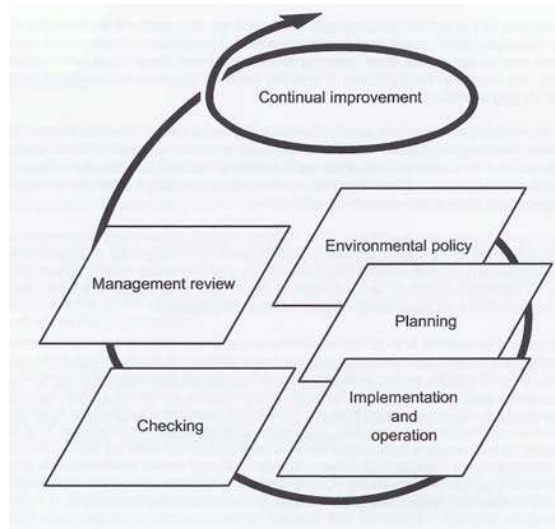 Continual improvement
Environmental policy
Management review
Planning
Implementation
and
operation
Checking